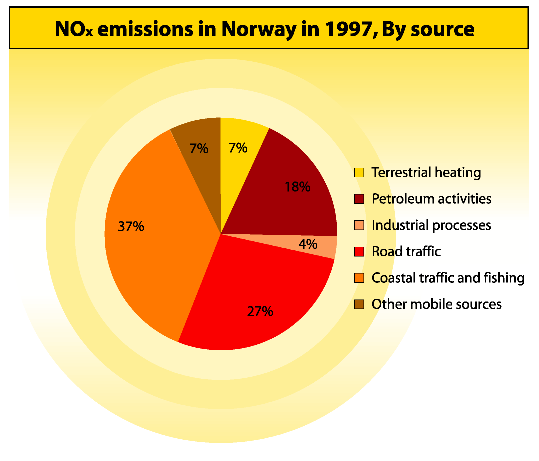 NOx emissions in Norway in 1997, By source
7%
7%
18%
4%
27%
37%
Terrestrial heating
Petroleum activities
Industrial processes
Road traffic
Coastal traffic and fishing
Other mobile sources